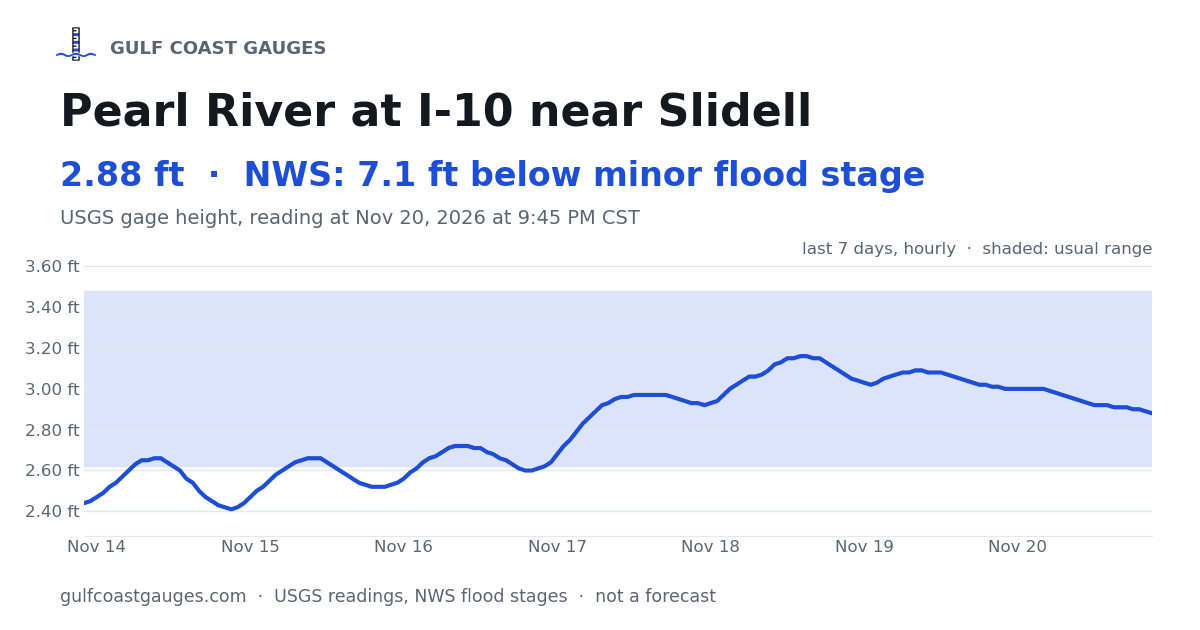 GULF COAST GAUGES
Pearl River at I-10 near Slidell
2.88 ft · NWS: 7.1 ft below minor flood stage
USGS gage height, reading at Nov 20, 2026 at 9:45 PM CST
last 7 days, hourly · shaded: usual range
3.60 ft
3.40 ft
3.20 ft
3.00 ft
2.80 ft
2.60 ft
2.40 ft
Nov 14 Nov 15 Nov 16 Nov 17 Nov 18 Nov 19 Nov 20
gulfcoastgauges.com · USGS readings, NWS flood stages · not a forecast